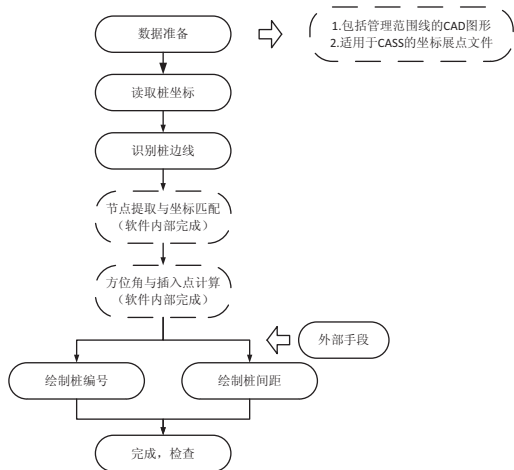 数据准备
1.包括管理范围线的CAD图形
2.适用于CASS的坐标展点文件
读取桩坐标
识别桩边线
节点提取与坐标匹配
(软件内部完成)
方位角与插入点计算
(软件内部完成)
外部手段
绘制桩编号
绘制桩间距
完成，检查